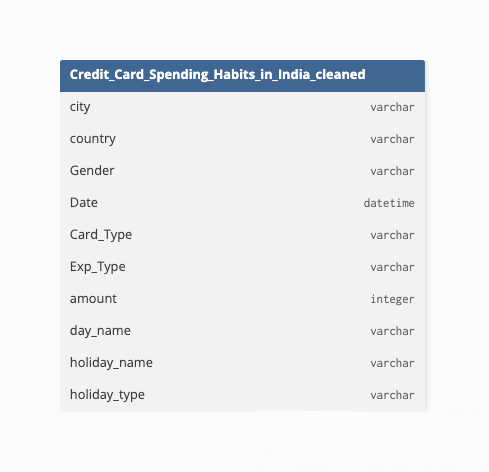 Credit_Card_Spending_Habits_in_India_cleaned
city varchar
country varchar
Gender varchar
Date datetime
Card_Type varchar
Exp_Type varchar
amount integer
day_name varchar
holiday_name varchar
holiday_type varchar